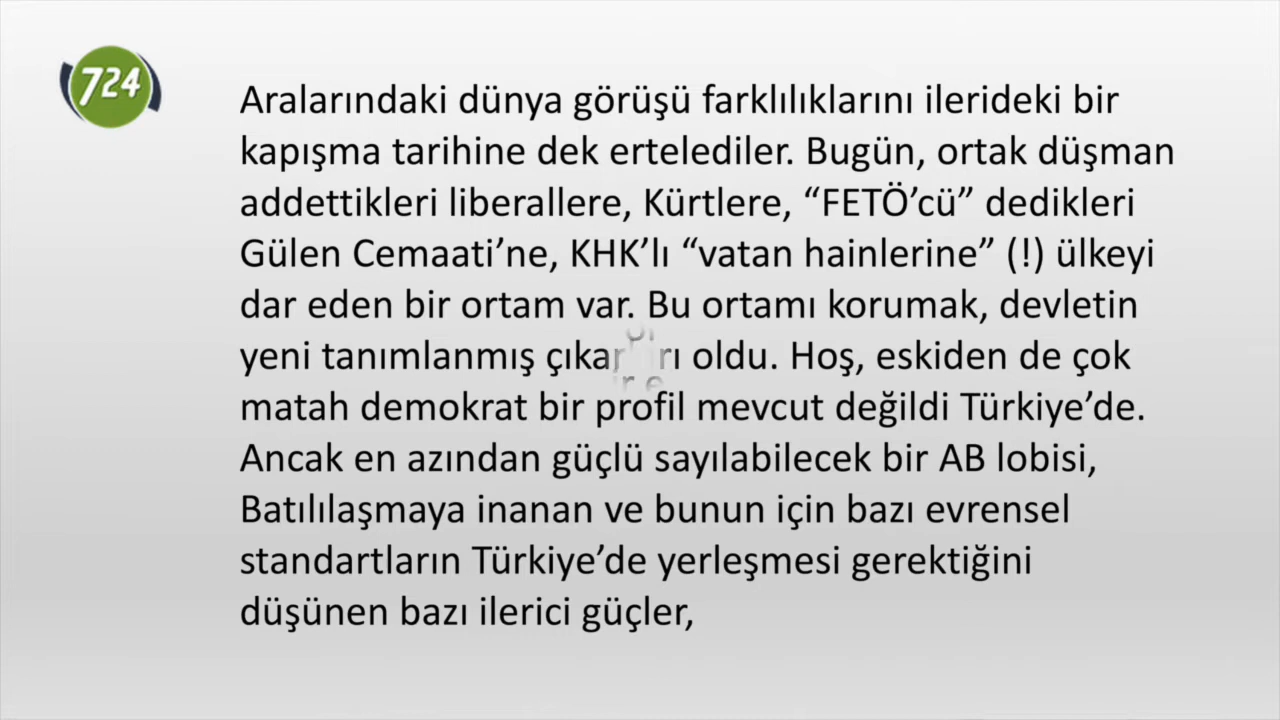 724
Aralarındaki dünya görüşü farklılıklarını ilerideki bir
kapışma tarihine dek ertelediler. Bugün, ortak düşman
addettikleri liberallere, Kürtlere, “FETÖ’cü” dedikleri
Gülen Cemaati’ne, KHK’lı “vatan hainlerine” (!) ülkeyi
dar eden bir ortam var. Bu ortamı korumak, devletin
yeni tanımlanmış oldu. Hoş, eskiden de çok
matah demokrat bir profil mevcut değildi Türkiye’de.
Ancak en azından güçlü sayılabilecek bir AB lobisi,
Batılılaşmaya inanan ve bunun için bazı evrensel
standartların Türkiye’de yerleşmesi gerektiğini
düşünen bazı ilerici güçler,